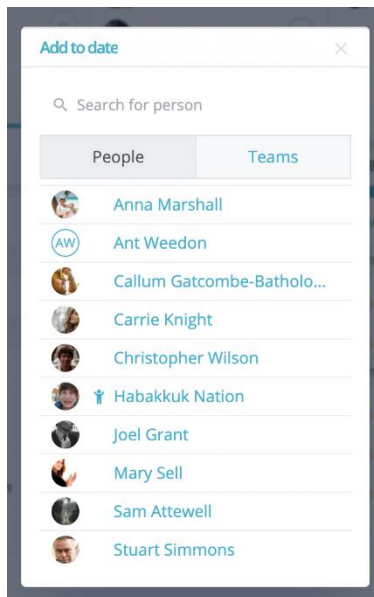 Add to date
Search for person
People Teams
Anna Marshall
AW Ant Weedon
Callum Gatcombe-Batholo...
Carrie Knight
Christopher Wilson
Habakkuk Nation
Joel Grant
Mary Sell
Sam Attewell
Stuart Simmons